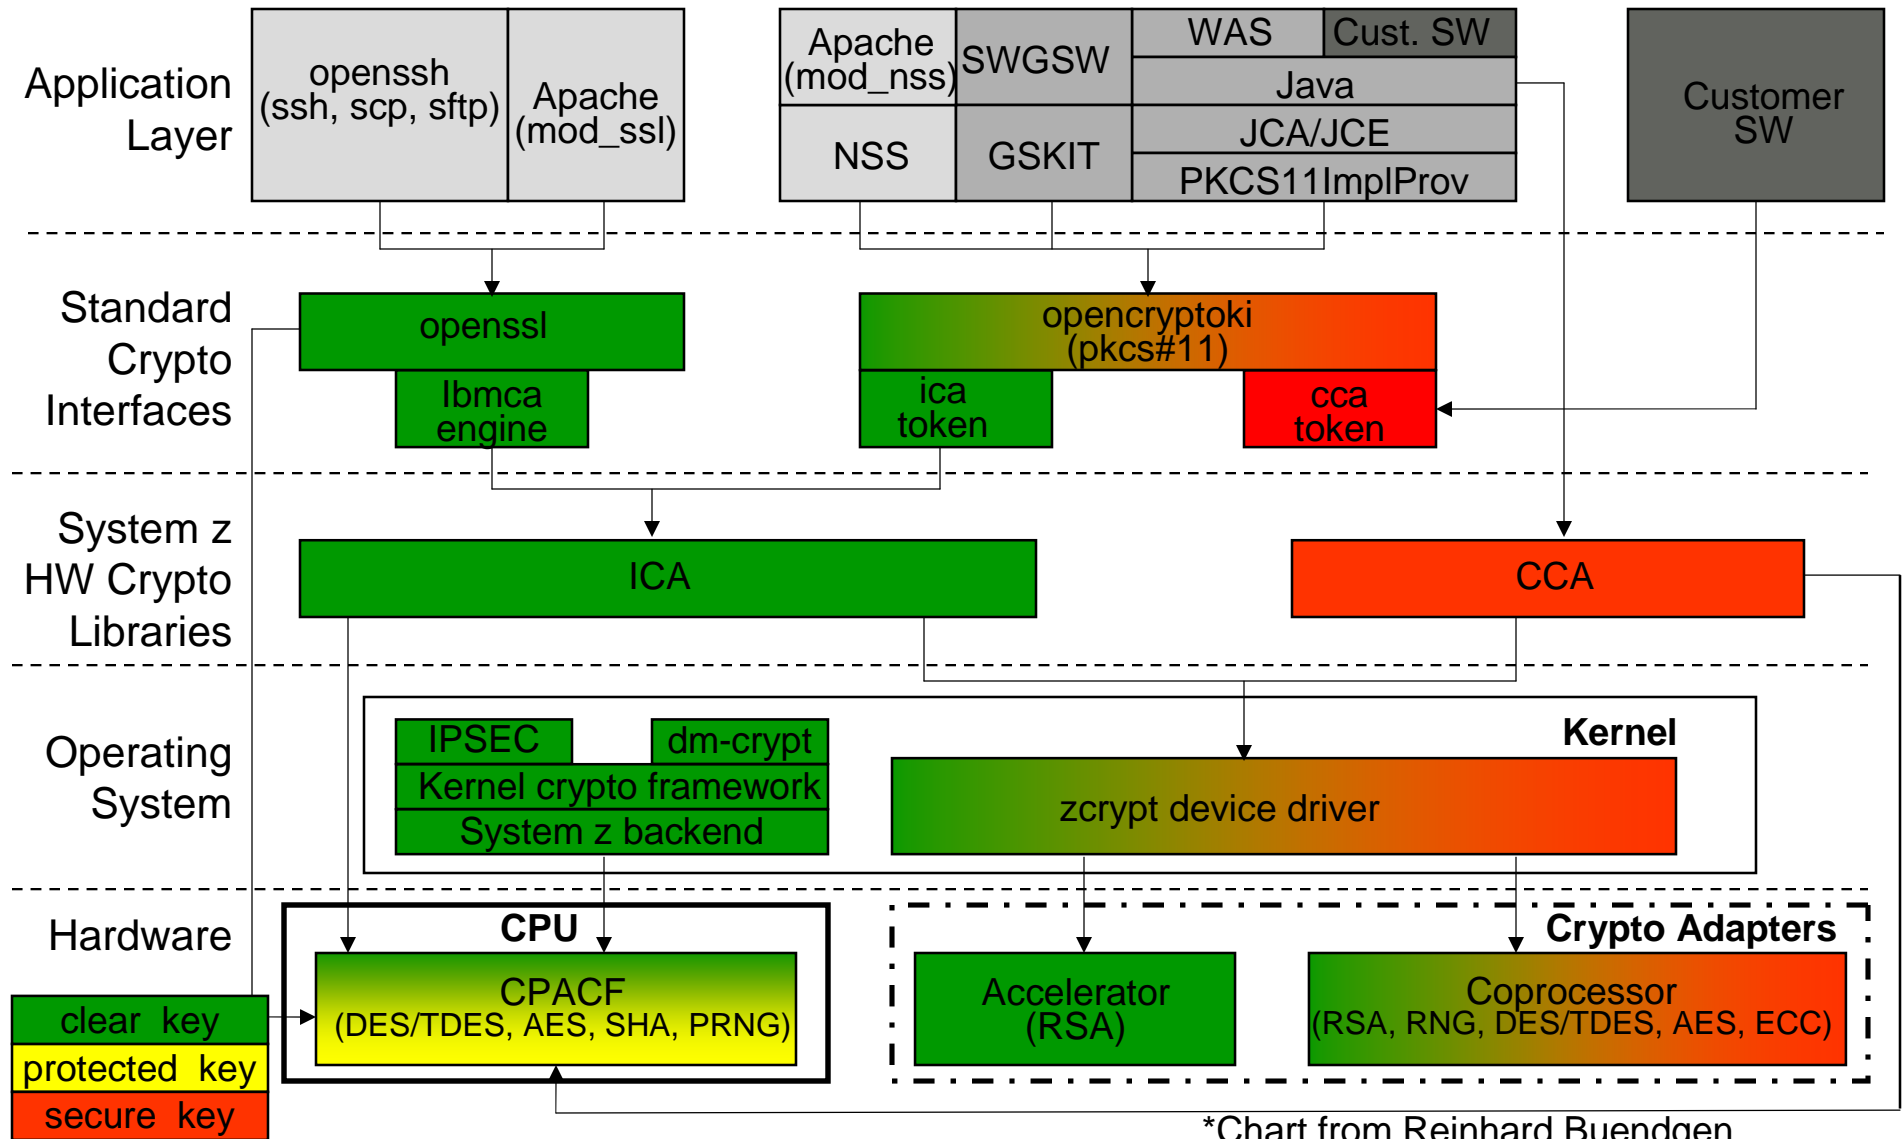 Application
Layer
openssh
(ssh, scp, sftp)
Apache
(mod_ssl)
Apache
(mod_nss)
NSS
SWGSW
GSKIT
WAS
Cust. SW
Java
JCA/JCE
PKCS11ImplProv
Customer
SW
Standard
Crypto
Interfaces
openssl
Ibmca
engine
opencryptoki
(pkcs#11)
ica
token
cca
token
System z
HW Crypto
Libraries
ICA
CCA
Operating
System
Kernel
IPSEC
dm-crypt
Kernel crypto framework
System z backend
zcrypt device driver
Hardware
CPU
CPACF
(DES/TDES, AES, SHA, PRNG)
Crypto Adapters
Accelerator
(RSA)
Coprocessor
(RSA, RNG, DES/TDES, AES, ECC)
clear key
protected key
secure key
*Chart from Reinhard Buendgen